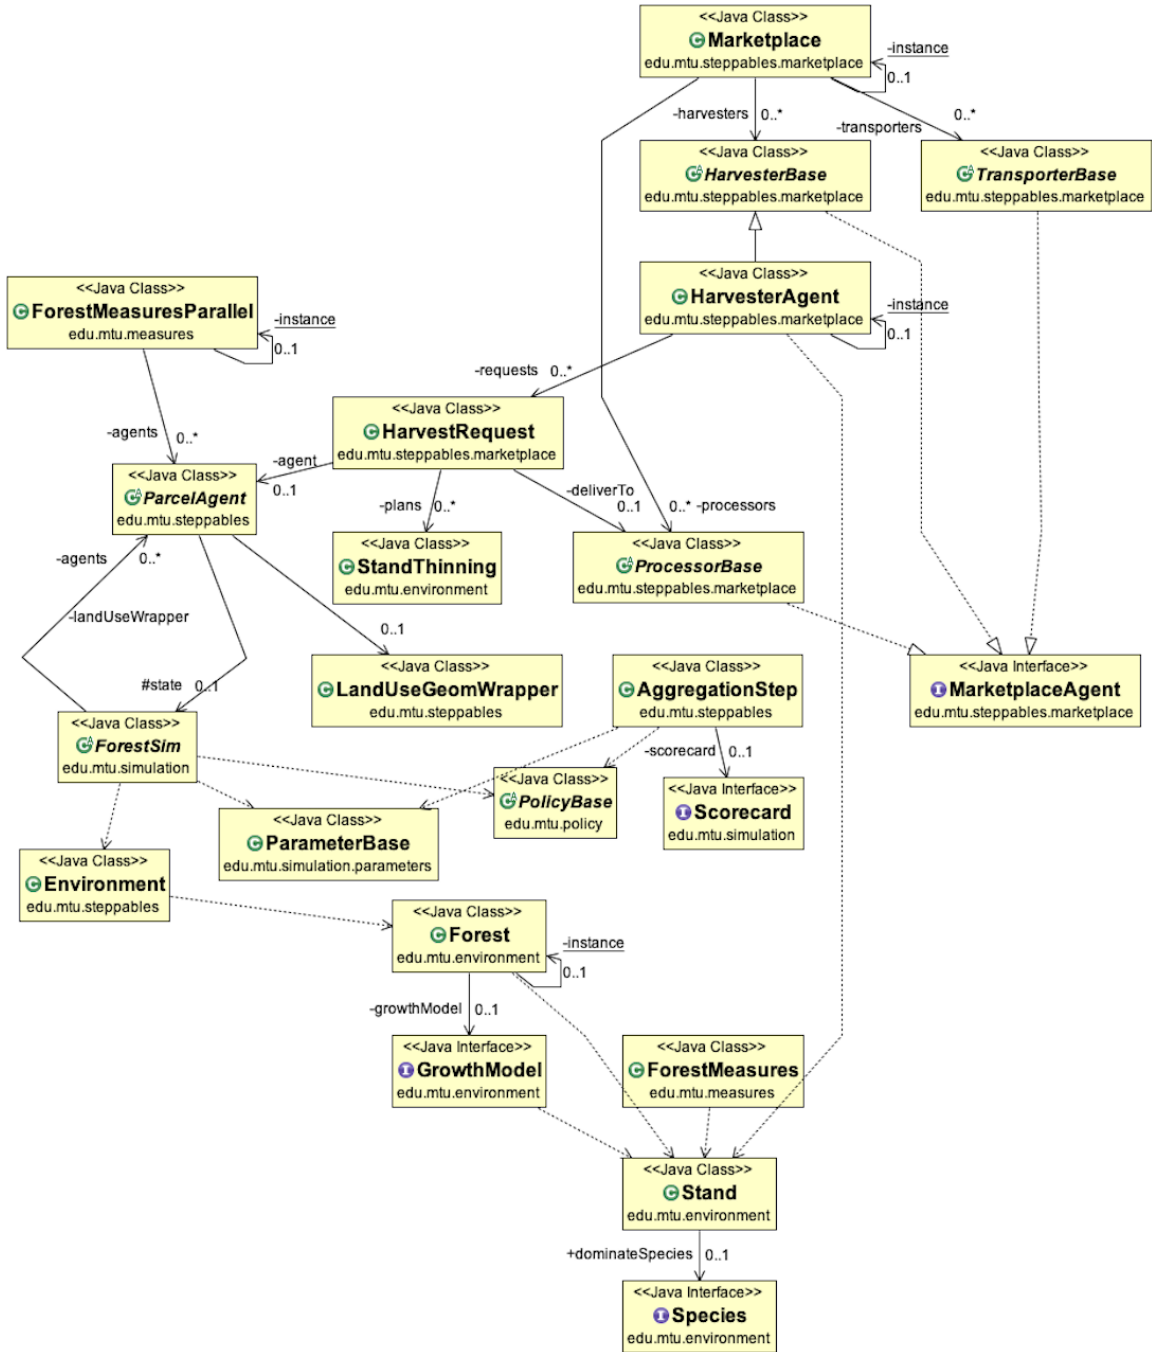 <<Java Class>>
Marketplace
edu.mtu.steppables.marketplace
-instance
0..1
-harvesters
0..*
-transporters
0..*
<<Java Class>>
HarvesterBase
edu.mtu.steppables.marketplace
<<Java Class>>
TransporterBase
edu.mtu.steppables.marketplace
<<Java Class>>
HarvesterAgent
edu.mtu.steppables.marketplace
-instance
0..1
<<Java Class>>
ForestMeasuresParallel
edu.mtu.measures
-instance
0..1
-requests
0..*
<<Java Class>>
HarvestRequest
edu.mtu.steppables.marketplace
-agents
0..*
-agent
0..1
<<Java Class>>
ParcelAgent
edu.mtu.steppables
-plans
0..*
-deliverTo
0..1
0..*
-processors
<<Java Class>>
StandThinning
edu.mtu.environment
<<Java Class>>
ProcessorBase
edu.mtu.steppables.marketplace
-agents
0..*
-landUseWrapper
0..1
#state
0..1
<<Java Class>>
LandUseGeomWrapper
edu.mtu.steppables
<<Java Class>>
AggregationStep
edu.mtu.steppables
<<Java Interface>>
MarketplaceAgent
edu.mtu.steppables.marketplace
<<Java Class>>
ForestSim
edu.mtu.simulation
-scorecard
0..1
<<Java Class>>
PolicyBase
edu.mtu.policy
<<Java Interface>>
Scorecard
edu.mtu.simulation
<<Java Class>>
ParameterBase
edu.mtu.simulation.parameters
<<Java Class>>
Environment
edu.mtu.steppables
<<Java Class>>
Forest
edu.mtu.environment
-instance
0..1
-growthModel
0..1
<<Java Interface>>
GrowthModel
edu.mtu.environment
<<Java Class>>
ForestMeasures
edu.mtu.measures
<<Java Class>>
Stand
edu.mtu.environment
+dominateSpecies
0..1
<<Java Interface>>
Species
edu.mtu.environment